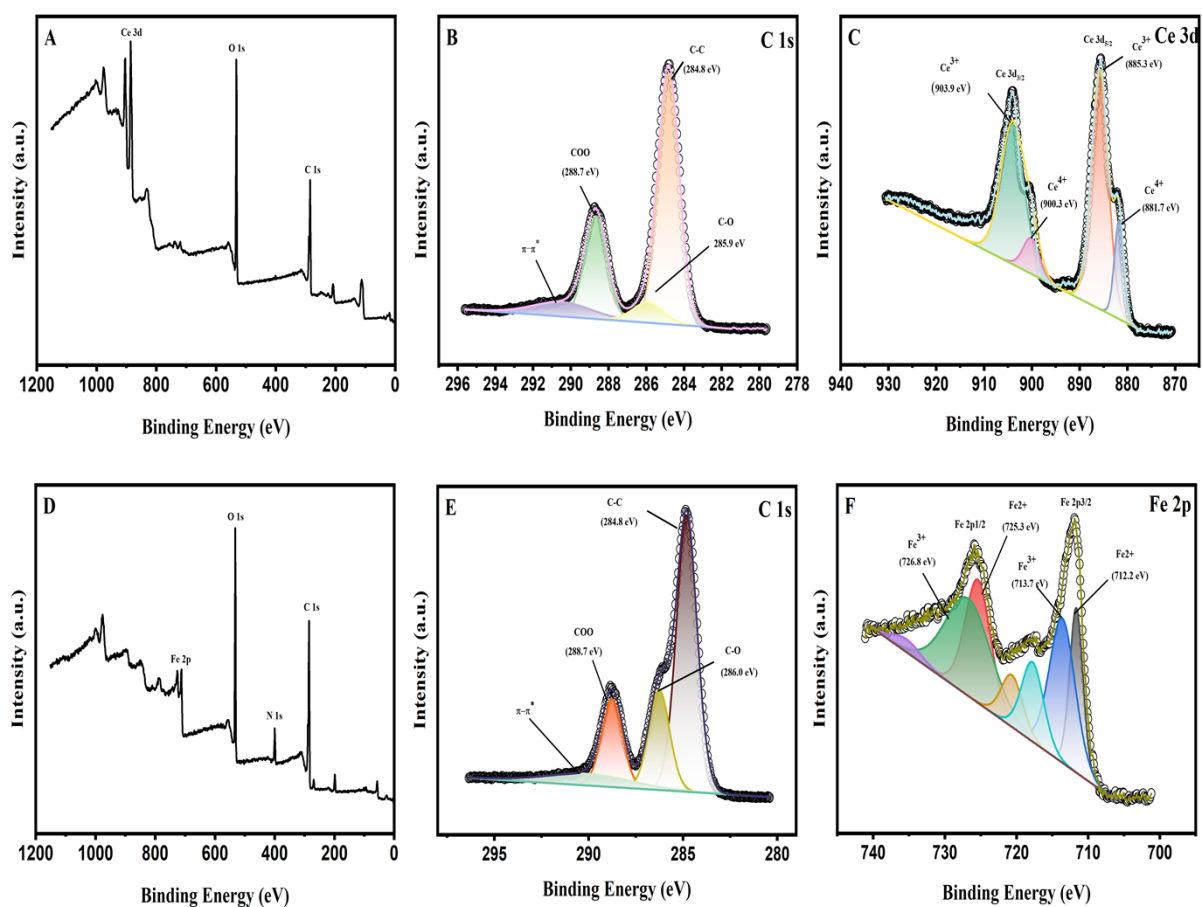 A
Ce 3d
O 1s
C 1s
Intensity (a.u.)
1200 1000 800 600 400 200 0
Binding Energy (eV)
B
C 1s
C-C
(284.8 eV)
COO
(288.7 eV)
C-O
285.9 eV
π-π*
Intensity (a.u.)
296 294 292 290 288 286 284 282 280 278
Binding Energy (eV)
C
Ce 3d
Ce 3d5/2
Ce3+
(885.3 eV)
Ce3+
(903.9 eV)
Ce 3d3/2
Ce4+
(900.3 eV)
Ce4+
(881.7 eV)
Intensity (a.u.)
940 930 920 910 900 890 880 870
Binding Energy (eV)
D
O 1s
C 1s
Fe 2p
N 1s
Intensity (a.u.)
1200 1000 800 600 400 200 0
Binding Energy (eV)
E
C 1s
C-C
(284.8 eV)
COO
(288.7 eV)
C-O
(286.0 eV)
π-π*
Intensity (a.u.)
295 290 285 280
Binding Energy (eV)
F
Fe 2p
Fe2+
(725.3 eV)
Fe 2p3/2
Fe 2p1/2
Fe3+
(726.8 eV)
Fe3+
(713.7 eV)
Fe2+
(712.2 eV)
Intensity (a.u.)
740 730 720 710 700
Binding Energy (eV)